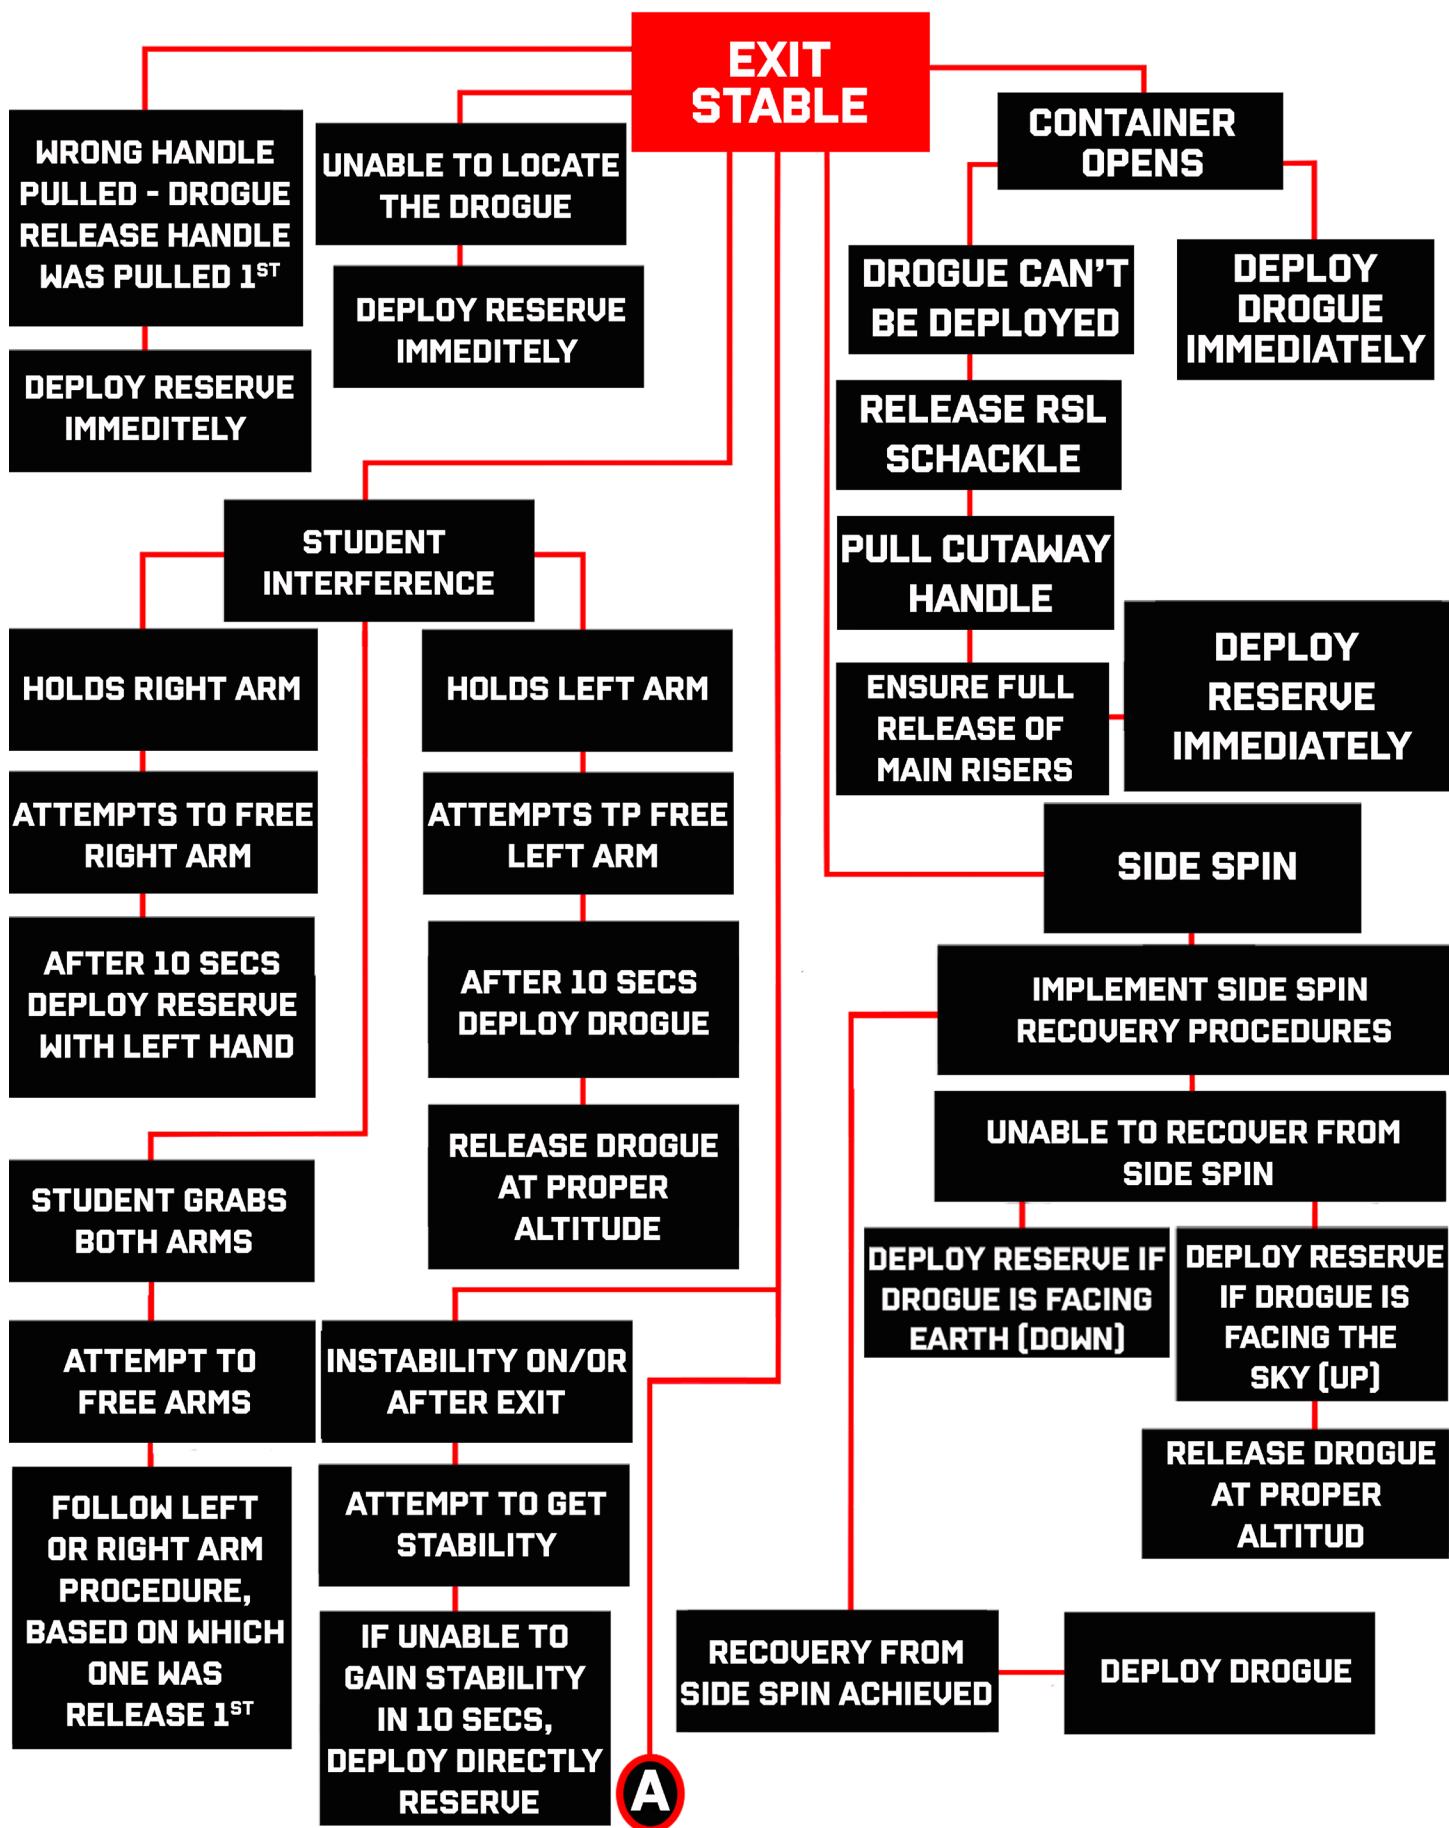 EXIT
STABLE
WRONG HANDLE
PULLED - DROGUE
RELEASE HANDLE
WAS PULLED 1ST
DEPLOY RESERVE
IMMEDITELY
UNABLE TO LOCATE
THE DROGUE
DEPLOY RESERVE
IMMEDITELY
CONTAINER
OPENS
DROGUE CAN'T
BE DEPLOYED
RELEASE RSL
SCHACKLE
PULL CUTAWAY
HANDLE
ENSURE FULL
RELEASE OF
MAIN RISERS
DEPLOY
RESERVE
IMMEDIATELY
DEPLOY
DROGUE
IMMEDIATELY
STUDENT
INTERFERENCE
HOLDS RIGHT ARM
ATTEMPTS TO FREE
RIGHT ARM
AFTER 10 SECS
DEPLOY RESERVE
WITH LEFT HAND
HOLDS LEFT ARM
ATTEMPTS TP FREE
LEFT ARM
AFTER 10 SECS
DEPLOY DROGUE
RELEASE DROGUE
AT PROPER
ALTITUDE
STUDENT GRABS
BOTH ARMS
ATTEMPT TO
FREE ARMS
FOLLOW LEFT
OR RIGHT ARM
PROCEDURE,
BASED ON WHICH
ONE WAS
RELEASE 1ST
INSTABILITY ON/OR
AFTER EXIT
ATTEMPT TO GET
STABILITY
IF UNABLE TO
GAIN STABILITY
IN 10 SECS,
DEPLOY DIRECTLY
RESERVE
A
SIDE SPIN
IMPLEMENT SIDE SPIN
RECOVERY PROCEDURES
UNABLE TO RECOVER FROM
SIDE SPIN
DEPLOY RESERVE IF
DROGUE IS FACING
EARTH (DOWN)
DEPLOY RESERVE
IF DROGUE IS
FACING THE
SKY (UP)
RELEASE DROGUE
AT PROPER
ALTITUD
RECOVERY FROM
SIDE SPIN ACHIEVED
DEPLOY DROGUE